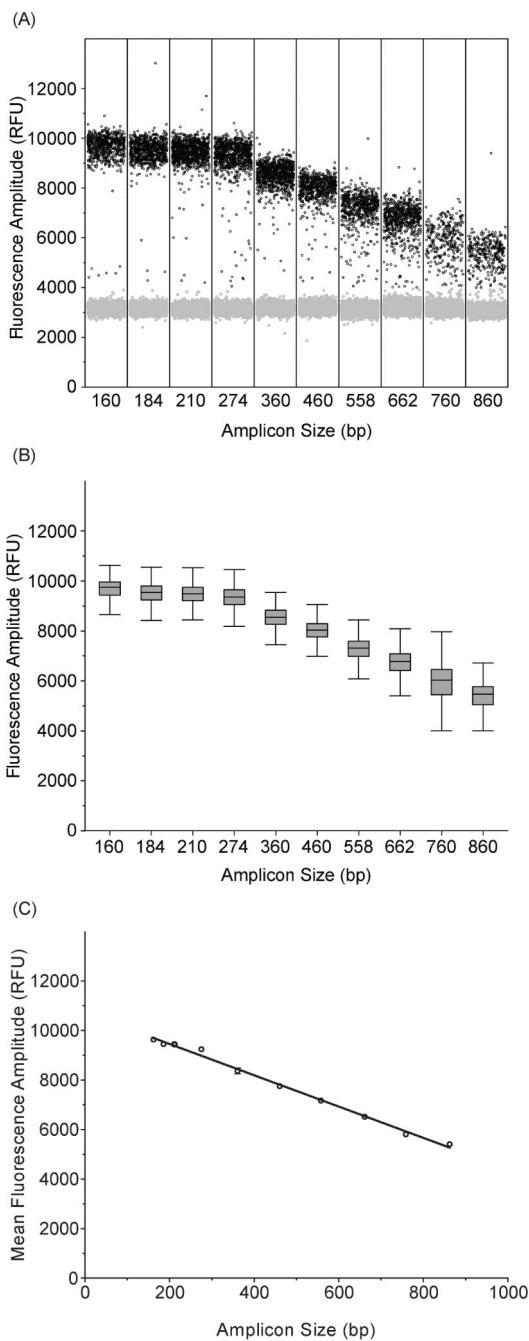 (A)
Fluorescence Amplitude (RFU)
12000
10000
8000
6000
4000
2000
0
160 184 210 274 360 460 558 662 760 860
Amplicon Size (bp)
(B)
Fluorescence Amplitude (RFU)
12000
10000
8000
6000
4000
2000
0
160 184 210 274 360 460 558 662 760 860
Amplicon Size (bp)
(C)
Mean Fluorescence Amplitude (RFU)
12000
10000
8000
6000
4000
2000
0
0 200 400 600 800 1000
Amplicon Size (bp)